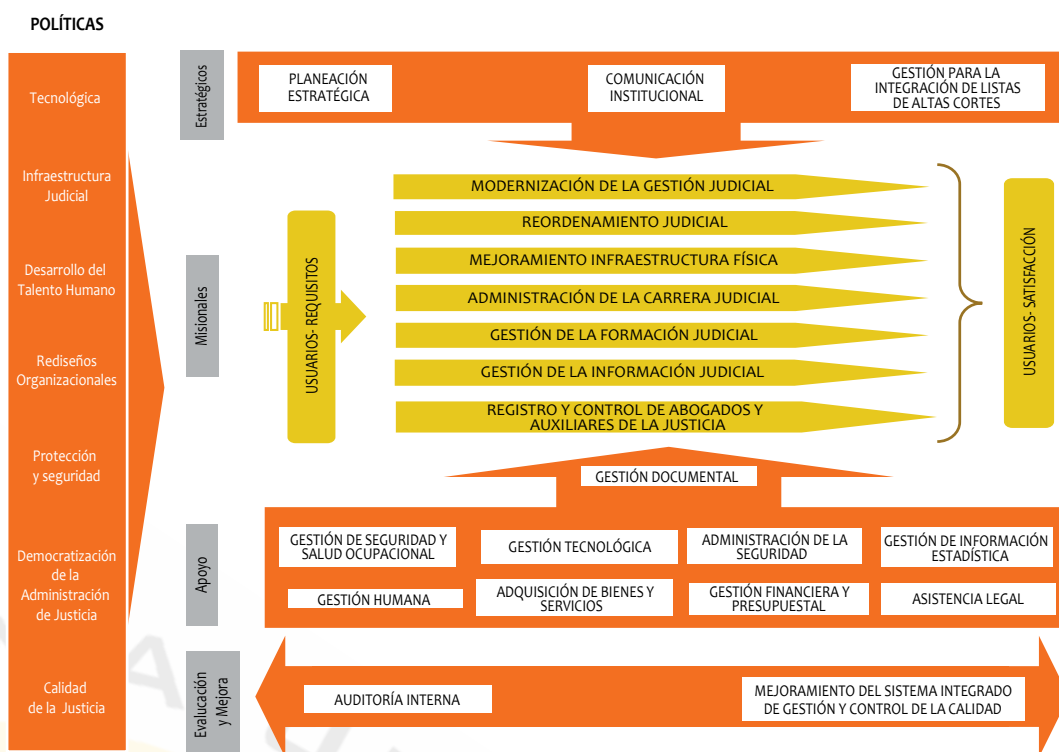 POLÍTICAS
Tecnológica
Infraestructura
Judicial
Desarrollo del
Talento Humano
Rediseños
Organizacionales
Protección
y seguridad
Democratización
de la
Administración
de Justicia
Calidad
de la Justicia
Estratégicos
PLANEACIÓN
ESTRATÉGICA
COMUNICACIÓN
INSTITUCIONAL
GESTIÓN PARA LA
INTEGRACIÓN DE LISTAS
DE ALTAS CORTES
Misionales
USUARIOS- REQUISITOS
MODERNIZACIÓN DE LA GESTIÓN JUDICIAL
REORDENAMIENTO JUDICIAL
MEJORAMIENTO INFRAESTRUCTURA FÍSICA
ADMINISTRACIÓN DE LA CARRERA JUDICIAL
GESTIÓN DE LA FORMACIÓN JUDICIAL
GESTIÓN DE LA INFORMACIÓN JUDICIAL
REGISTRO Y CONTROL DE ABOGADOS Y
AUXILIARES DE LA JUSTICIA
USUARIOS- SATISFACCIÓN
Apoyo
GESTIÓN DOCUMENTAL
GESTIÓN DE SEGURIDAD Y
SALUD OCUPACIONAL
GESTIÓN TECNOLÓGICA
ADMINISTRACIÓN DE LA
SEGURIDAD
GESTIÓN DE INFORMACIÓN
ESTADÍSTICA
GESTIÓN HUMANA
ADQUISICIÓN DE BIENES Y
SERVICIOS
GESTIÓN FINANCIERA Y
PRESUPUESTAL
ASISTENCIA LEGAL
Evalucación
y Mejora
AUDITORÍA INTERNA
MEJORAMIENTO DEL SISTEMA INTEGRADO
DE GESTIÓN Y CONTROL DE LA CALIDAD